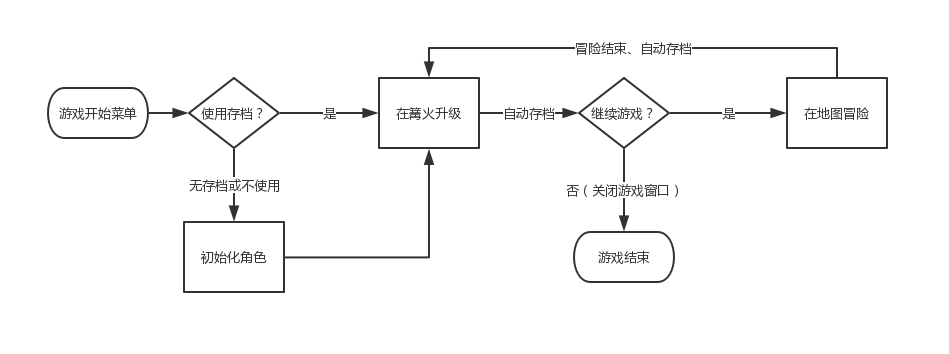 冒险结束、自动存档
游戏开始菜单
使用存档？
是
在篝火升级
自动存档
继续游戏？
是
在地图冒险
无存档或不使用
否（关闭游戏窗口）
初始化角色
游戏结束